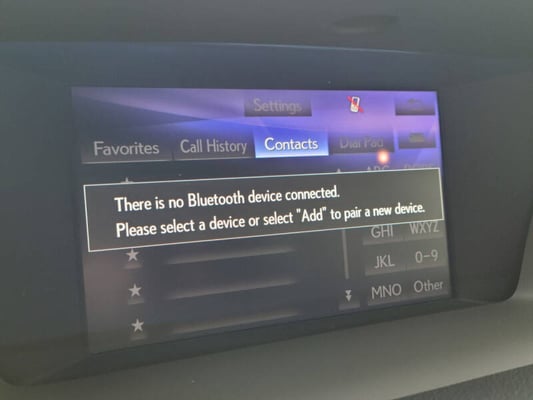 Settings
Favorites
Call History
Contacts
Dial Pad
There is no Bluetooth device connected.
Please select a device or select "Add" to pair a new device.
GHI WXYZ
JKL 0-9
MNO Other